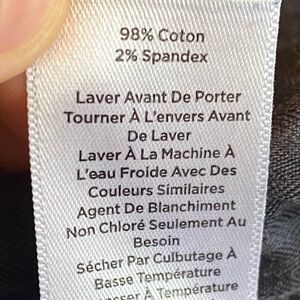 98% Coton
2% Spandex
Laver Avant De Porter
Tourner À L'envers Avant
De Laver
Laver À La Machine À
L'eau Froide Avec Des
Couleurs Similaires
Agent De Blanchiment
Non Chloré Seulement Au
Besoin
Sécher Par Culbutage À
Basse Température
À Température